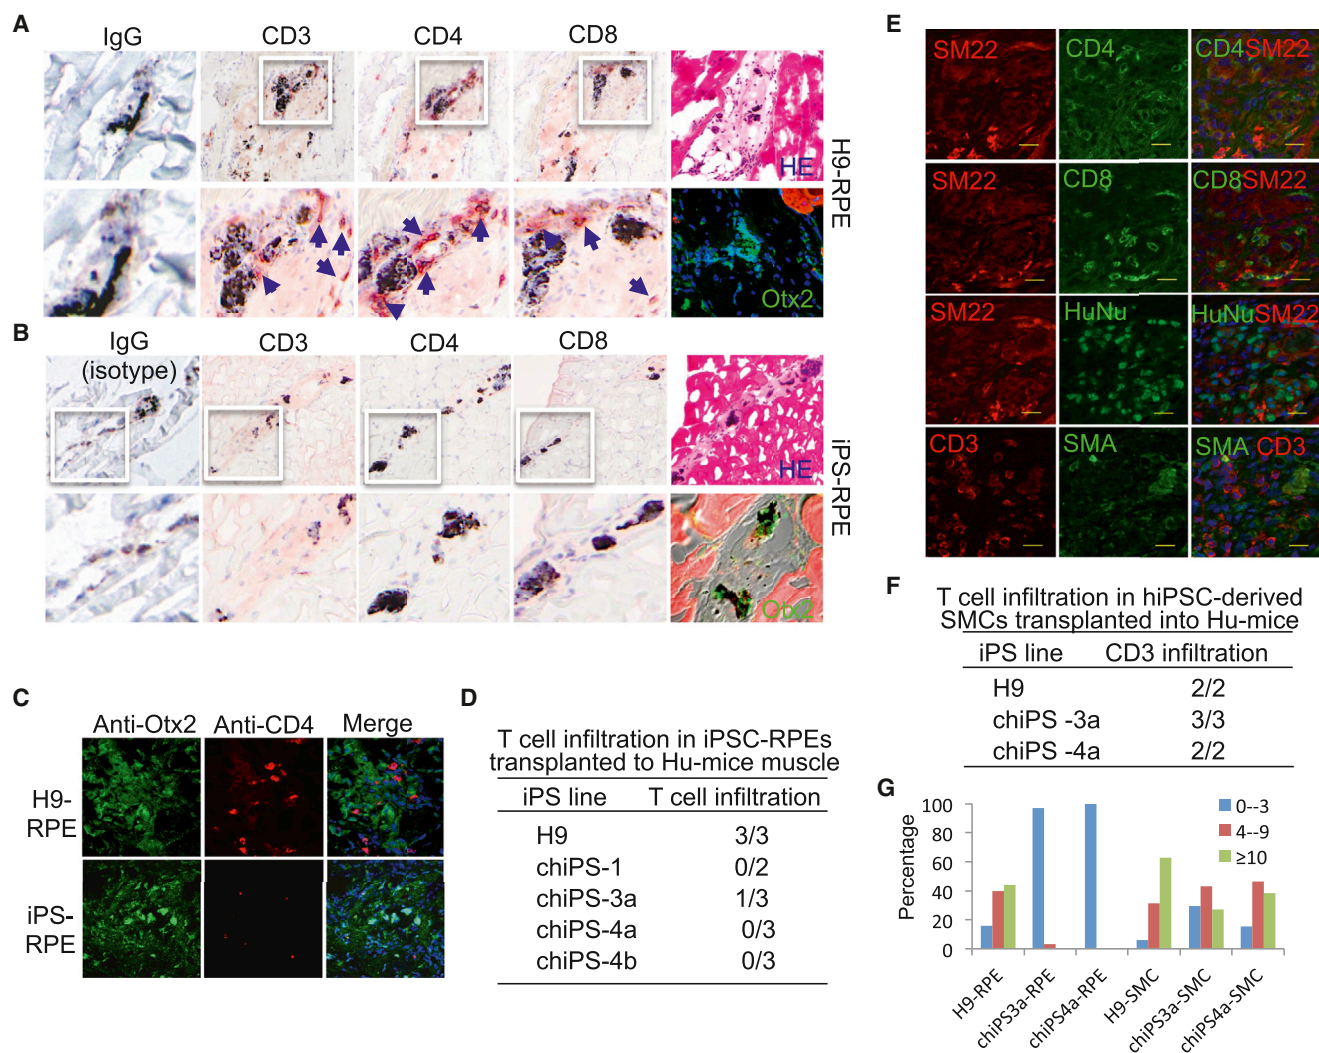 A
IgG
CD3
CD4
CD8
HE
Otx2
H9-RPE
B
IgG
(isotype)
CD3
CD4
CD8
HE
Otx2
iPS-RPE
C
Anti-Otx2
Anti-CD4
Merge
H9-
RPE
iPS-
RPE
D
T cell infiltration in iPSC-RPEs
transplanted to Hu-mice muscle
iPS line T cell infiltration
H9 3/3
chiPS-1 0/2
chiPS-3a 1/3
chiPS-4a 0/3
chiPS-4b 0/3
E
SM22
CD4
CD4SM22
SM22
CD8
CD8SM22
SM22
HuNu
HuNuSM22
CD3
SMA
SMA CD3
F
T cell infiltration in hiPSC-derived
SMCs transplanted into Hu-mice
iPS line CD3 infiltration
H9 2/2
chiPS -3a 3/3
chiPS -4a 2/2
G
Percentage
100
80
60
40
20
0
0--3
4--9
≥10
H9-RPE
chiPS3a-RPE
chiPS4a-RPE
H9-SMC
chiPS3a-SMC
chiPS4a-SMC